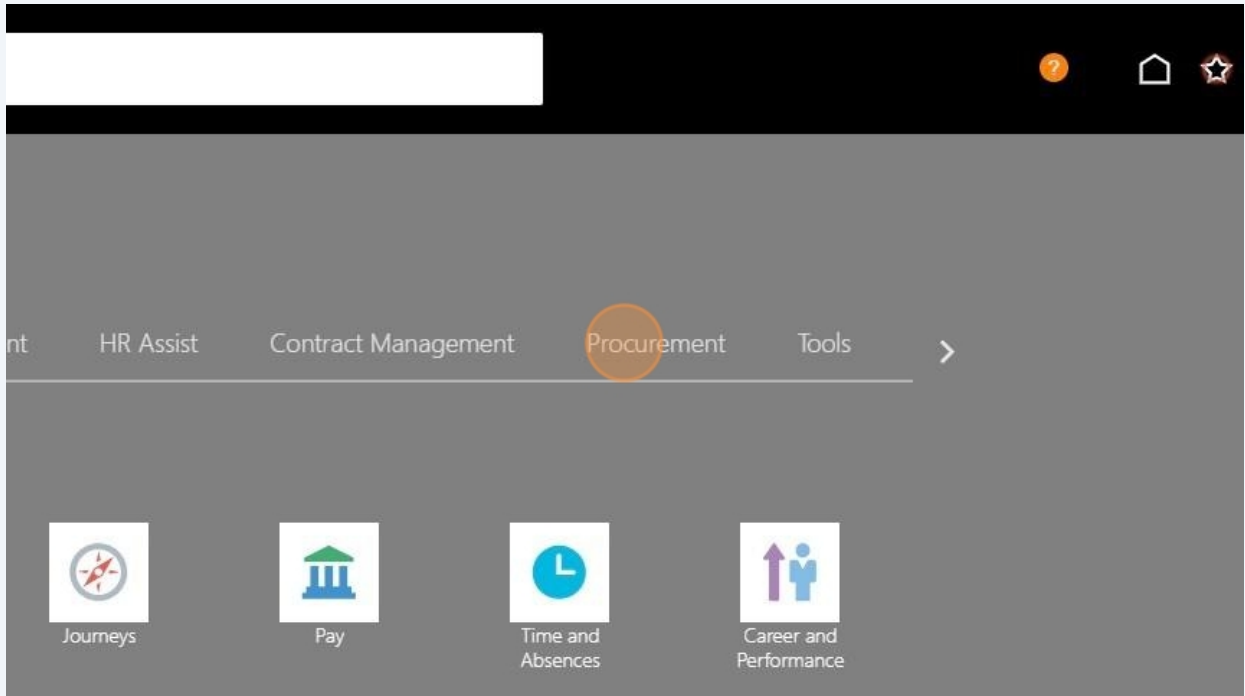 ?
nt HR Assist Contract Management Procurement Tools
Journeys Pay Time and Absences Career and Performance